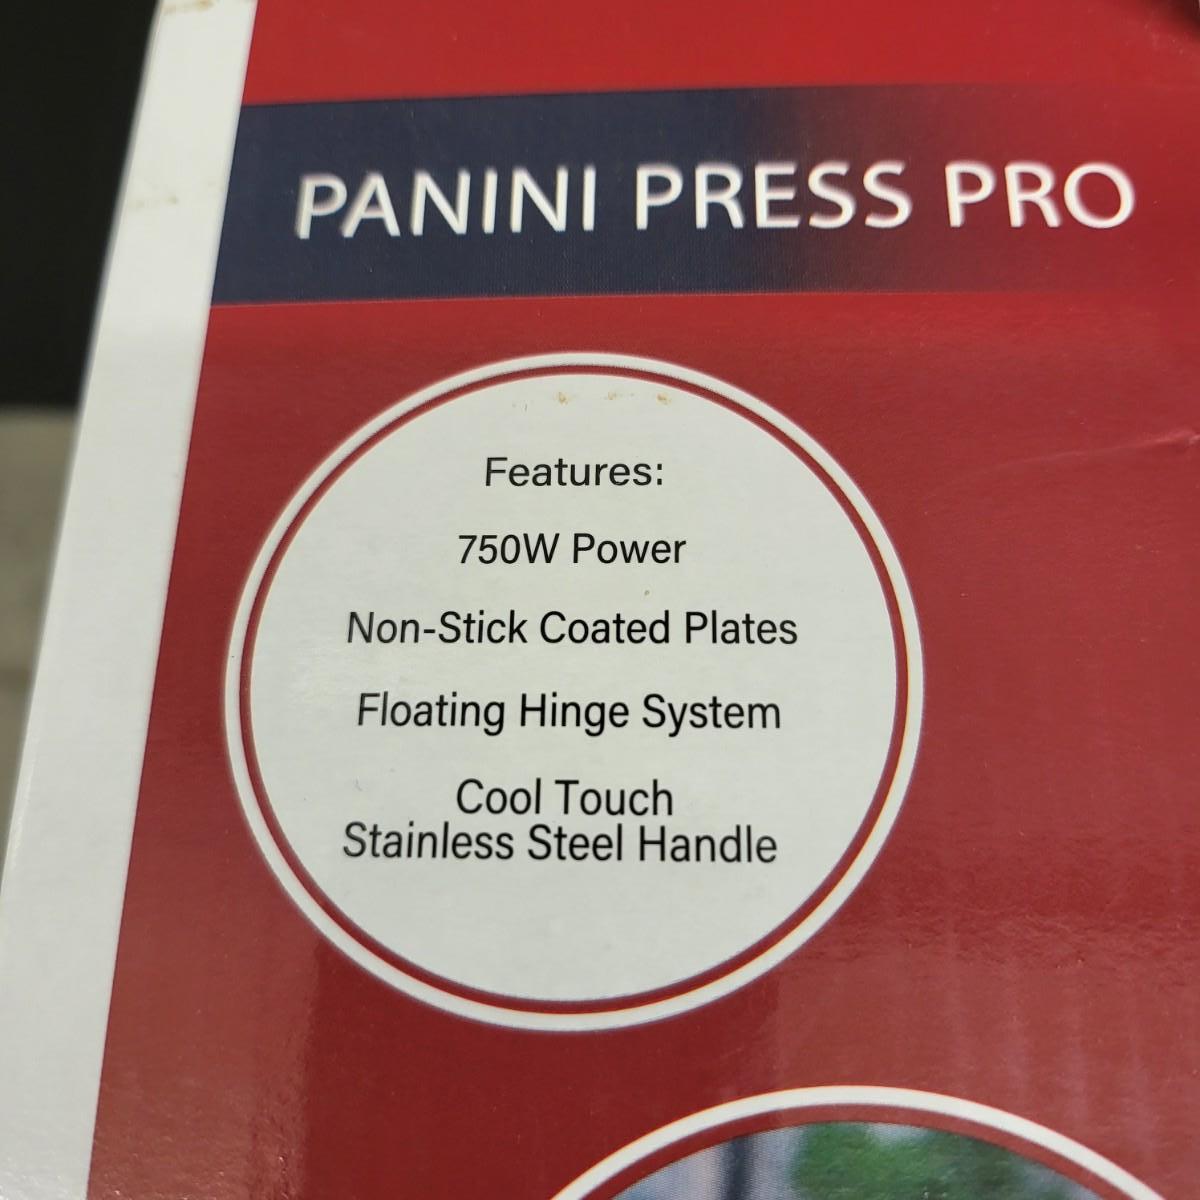 PANINI PRESS PRO
Features:
750W Power
Non-Stick Coated Plates
Floating Hinge System
Cool Touch
Stainless Steel Handle